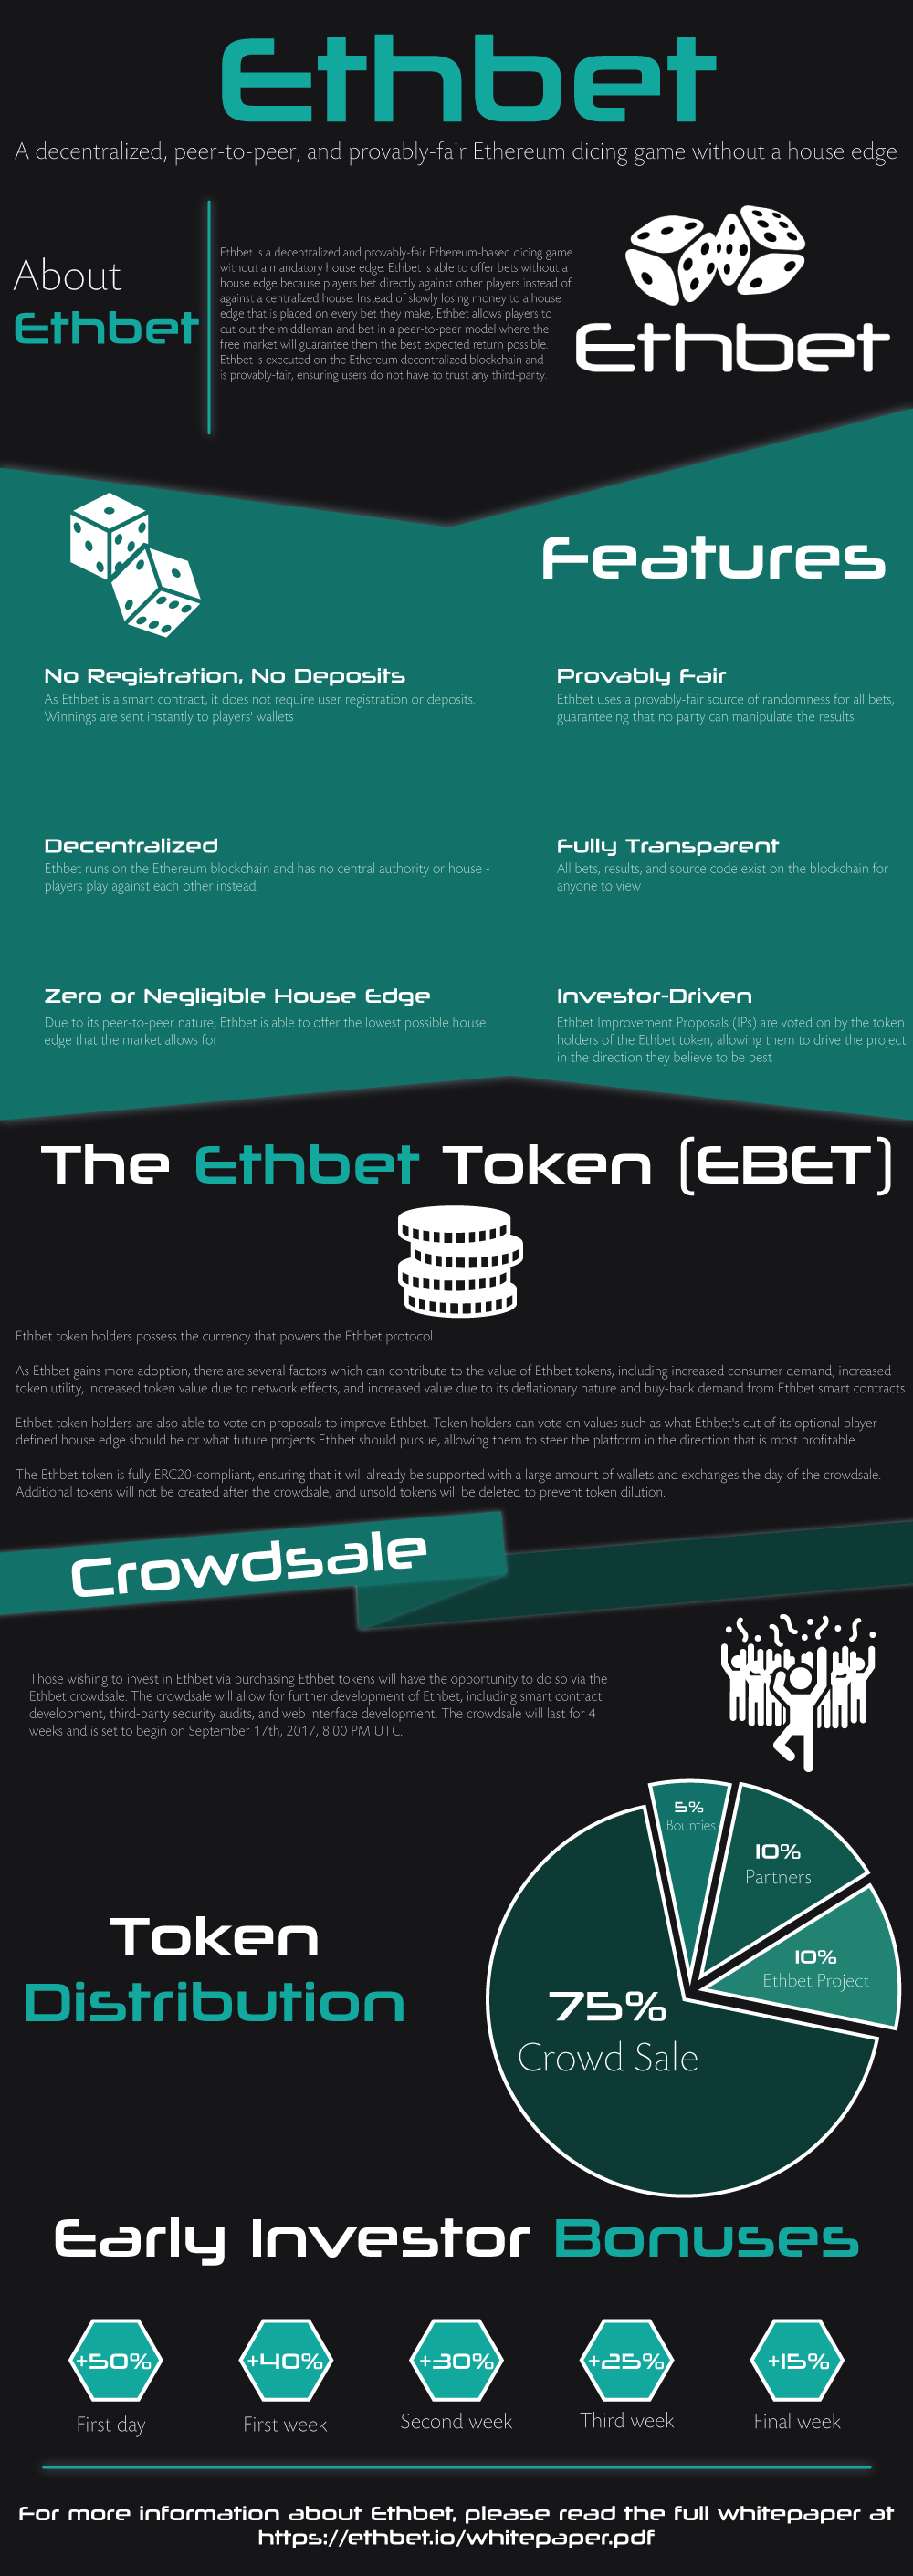 Ethbet
A decentralized, peer-to-peer, and provably-fair Ethereum dicing game without a house edge
About
Ethbet
Ethbet is a decentralized and provably-fair Ethereum-based dicing game
without a mandatory house edge. Ethbet is able to offer bets without a
house edge because players bet directly against other players instead of
against a centralized house. Instead of slowly losing money to a house
edge that is placed on every bet they make, Ethbet allows players to
cut out the middleman and bet in a peer-to-peer model where the
free market will guarantee them the best expected return possible.
Ethbet is executed on the Ethereum decentralized blockchain and
is provably-fair, ensuring users do not have to trust any third-party.
Ethbet
Features
No Registration, No Deposits
As Ethbet is a smart contract, it does not require user registration or deposits.
Winnings are sent instantly to players' wallets
Provably Fair
Ethbet uses a provably-fair source of randomness for all bets,
guaranteeing that no party can manipulate the results
Decentralized
Ethbet runs on the Ethereum blockchain and has no central authority or house -
players play against each other instead
Fully Transparent
All bets, results, and source code exist on the blockchain for
anyone to view
Zero or Negligible House Edge
Due to its peer-to-peer nature, Ethbet is able to offer the lowest possible house
edge that the market allows for
Investor-Driven
Ethbet Improvement Proposals (IPs) are voted on by the token
holders of the Ethbet token, allowing them to drive the project
in the direction they believe to be best
The Ethbet Token (EBET)
Ethbet token holders possess the currency that powers the Ethbet protocol.
As Ethbet gains more adoption, there are several factors which can contribute to the value of Ethbet tokens, including increased consumer demand, increased
token utility, increased token value due to network effects, and increased value due to its deflationary nature and buy-back demand from Ethbet smart contracts.
Ethbet token holders are also able to vote on proposals to improve Ethbet. Token holders can vote on values such as what Ethbet's cut of its optional player-
defined house edge should be or what future projects Ethbet should pursue, allowing them to steer the platform in the direction that is most profitable.
The Ethbet token is fully ERC20-compliant, ensuring that it will already be supported with a large amount of wallets and exchanges the day of the crowdsale.
Additional tokens will not be created after the crowdsale, and unsold tokens will be deleted to prevent token dilution.
Crowdsale
Those wishing to invest in Ethbet via purchasing Ethbet tokens will have the opportunity to do so via the
Ethbet crowdsale. The crowdsale will allow for further development of Ethbet, including smart contract
development, third-party security audits, and web interface development. The crowdsale will last for 4
weeks and is set to begin on September 17th, 2017, 8:00 PM UTC.
Token
Distribution
5%
Bounties
10%
Partners
10%
Ethbet Project
75%
Crowd Sale
Early Investor Bonuses
+50%
First day
+40%
First week
+30%
Second week
+25%
Third week
+15%
Final week
For more information about Ethbet, please read the full whitepaper at
https://ethbet.io/whitepaper.pdf